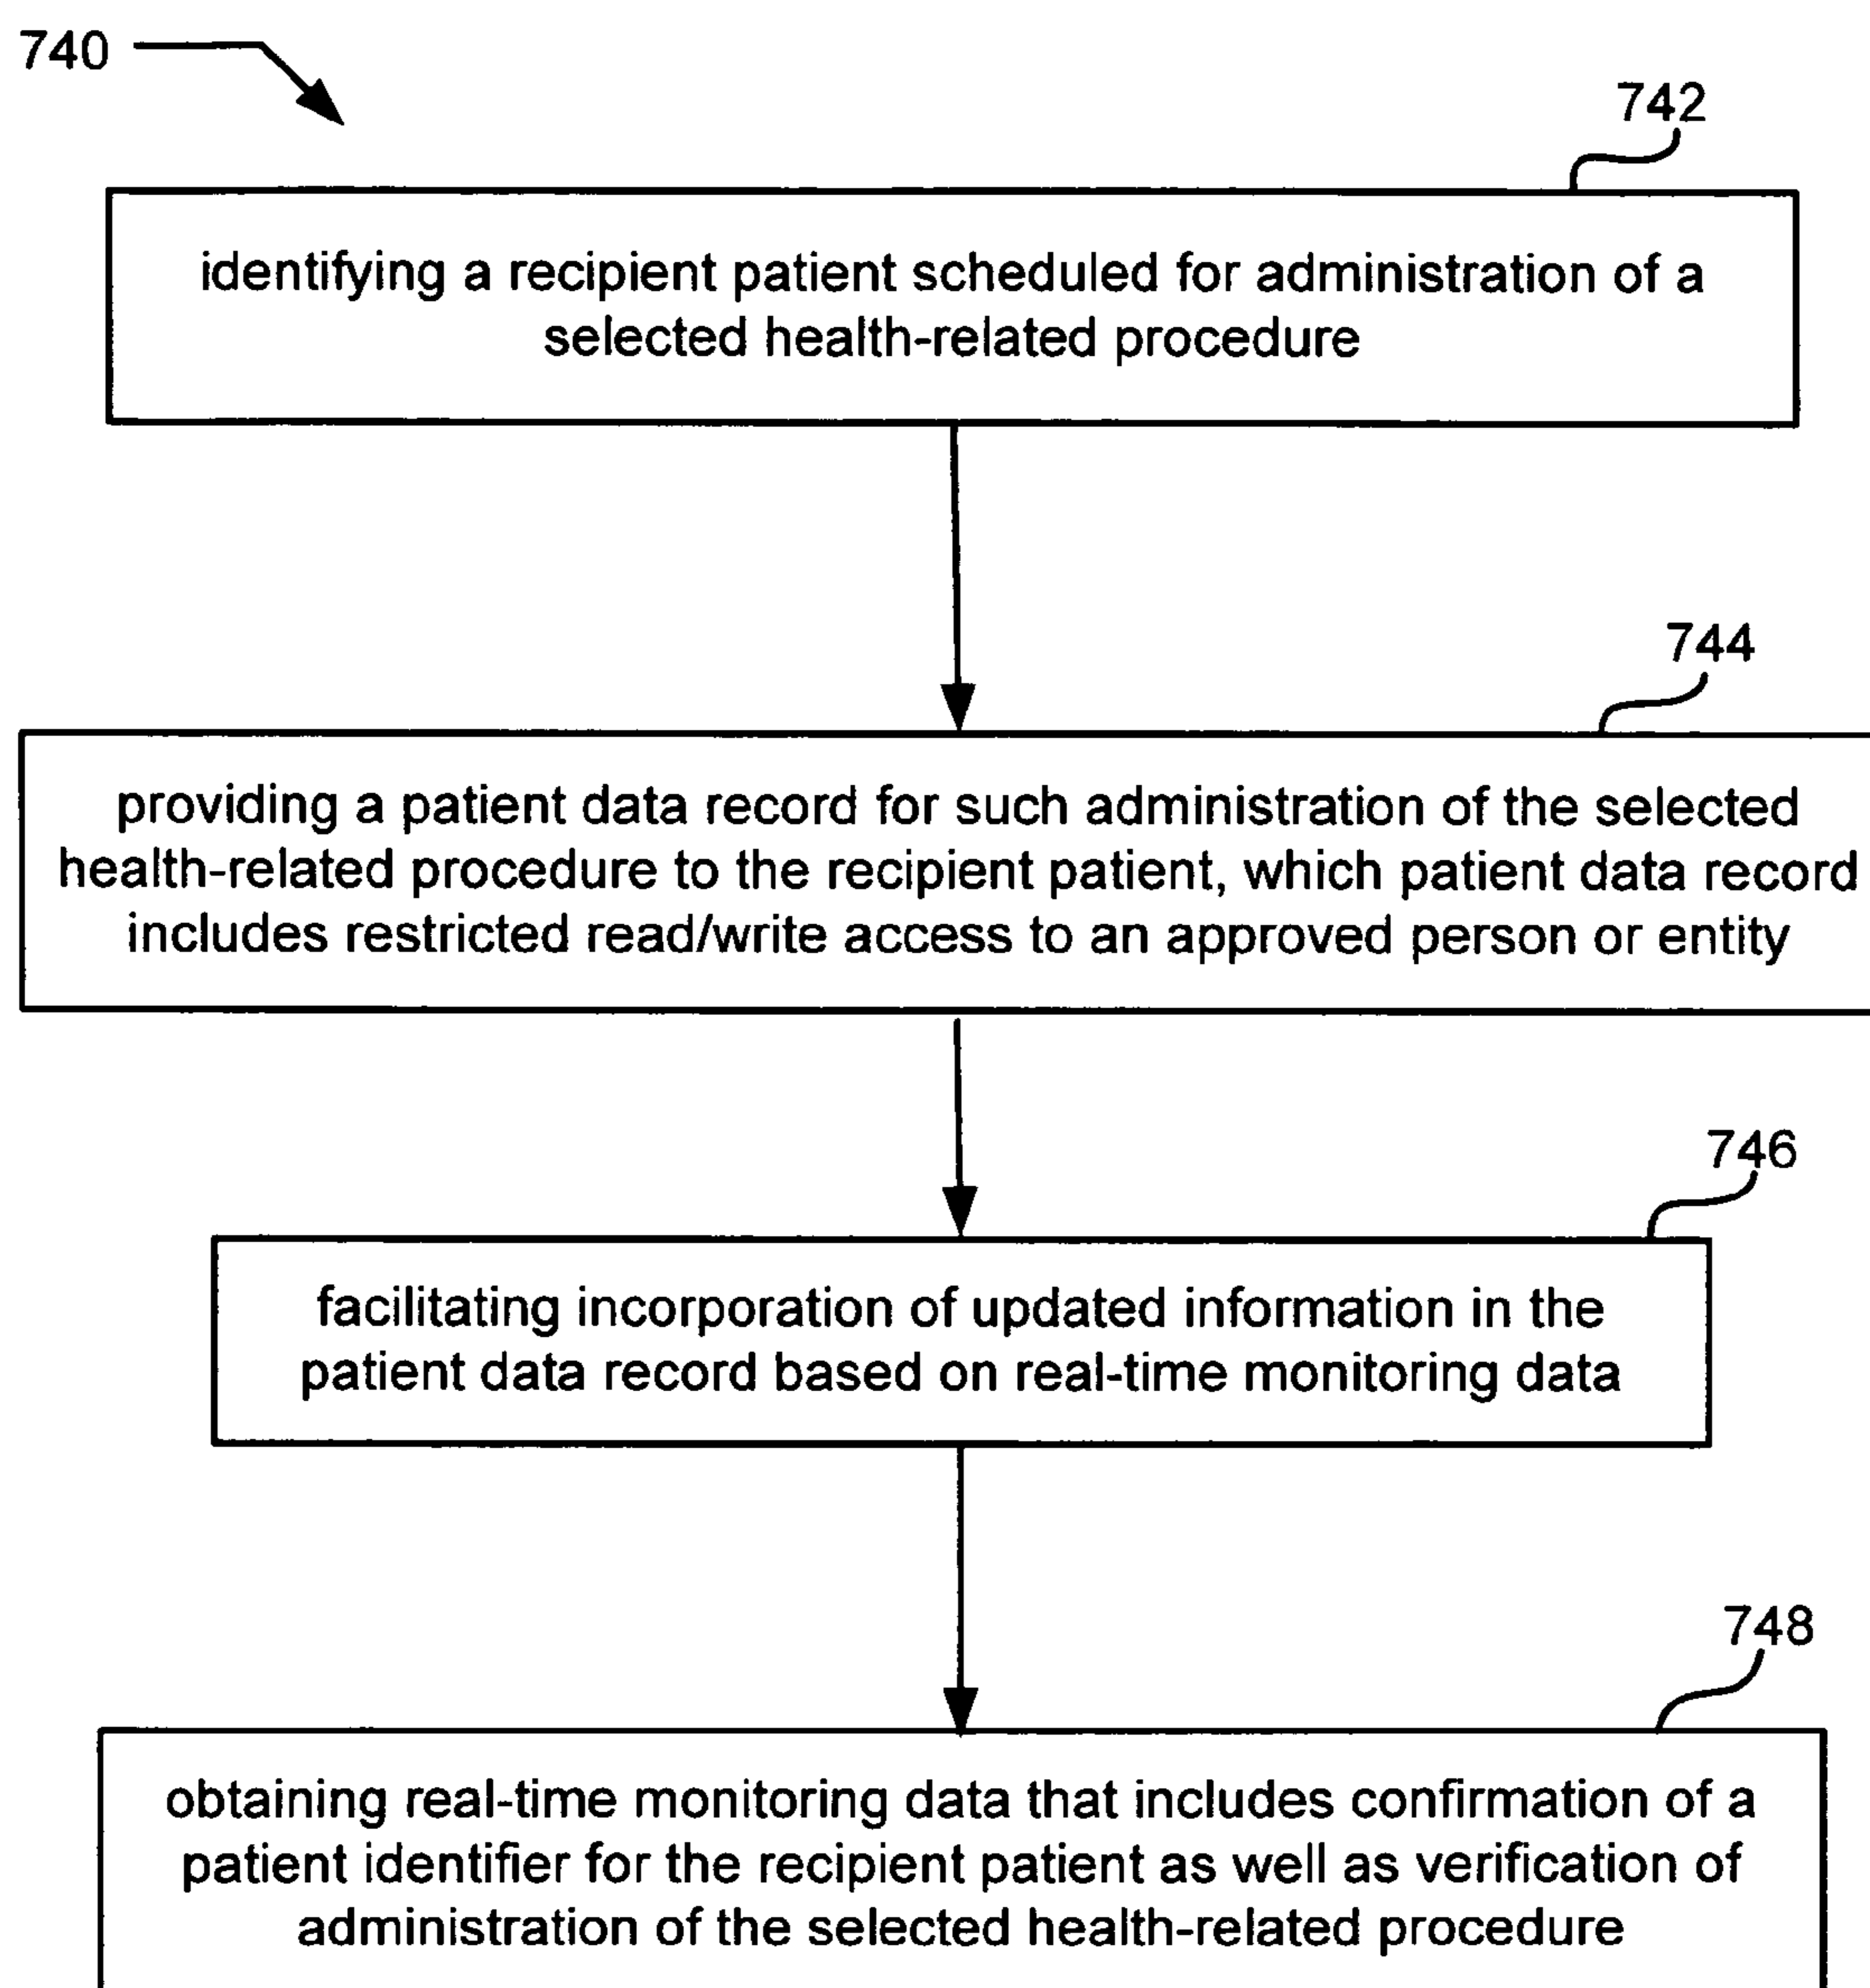 740
742
identifying a recipient patient scheduled for administration of a
selected health-related procedure
744
providing a patient data record for such administration of the selected
health-related procedure to the recipient patient, which patient data record
includes restricted read/write access to an approved person or entity
746
facilitating incorporation of updated information in the
patient data record based on real-time monitoring data
748
obtaining real-time monitoring data that includes confirmation of a
patient identifier for the recipient patient as well as verification of
administration of the selected health-related procedure